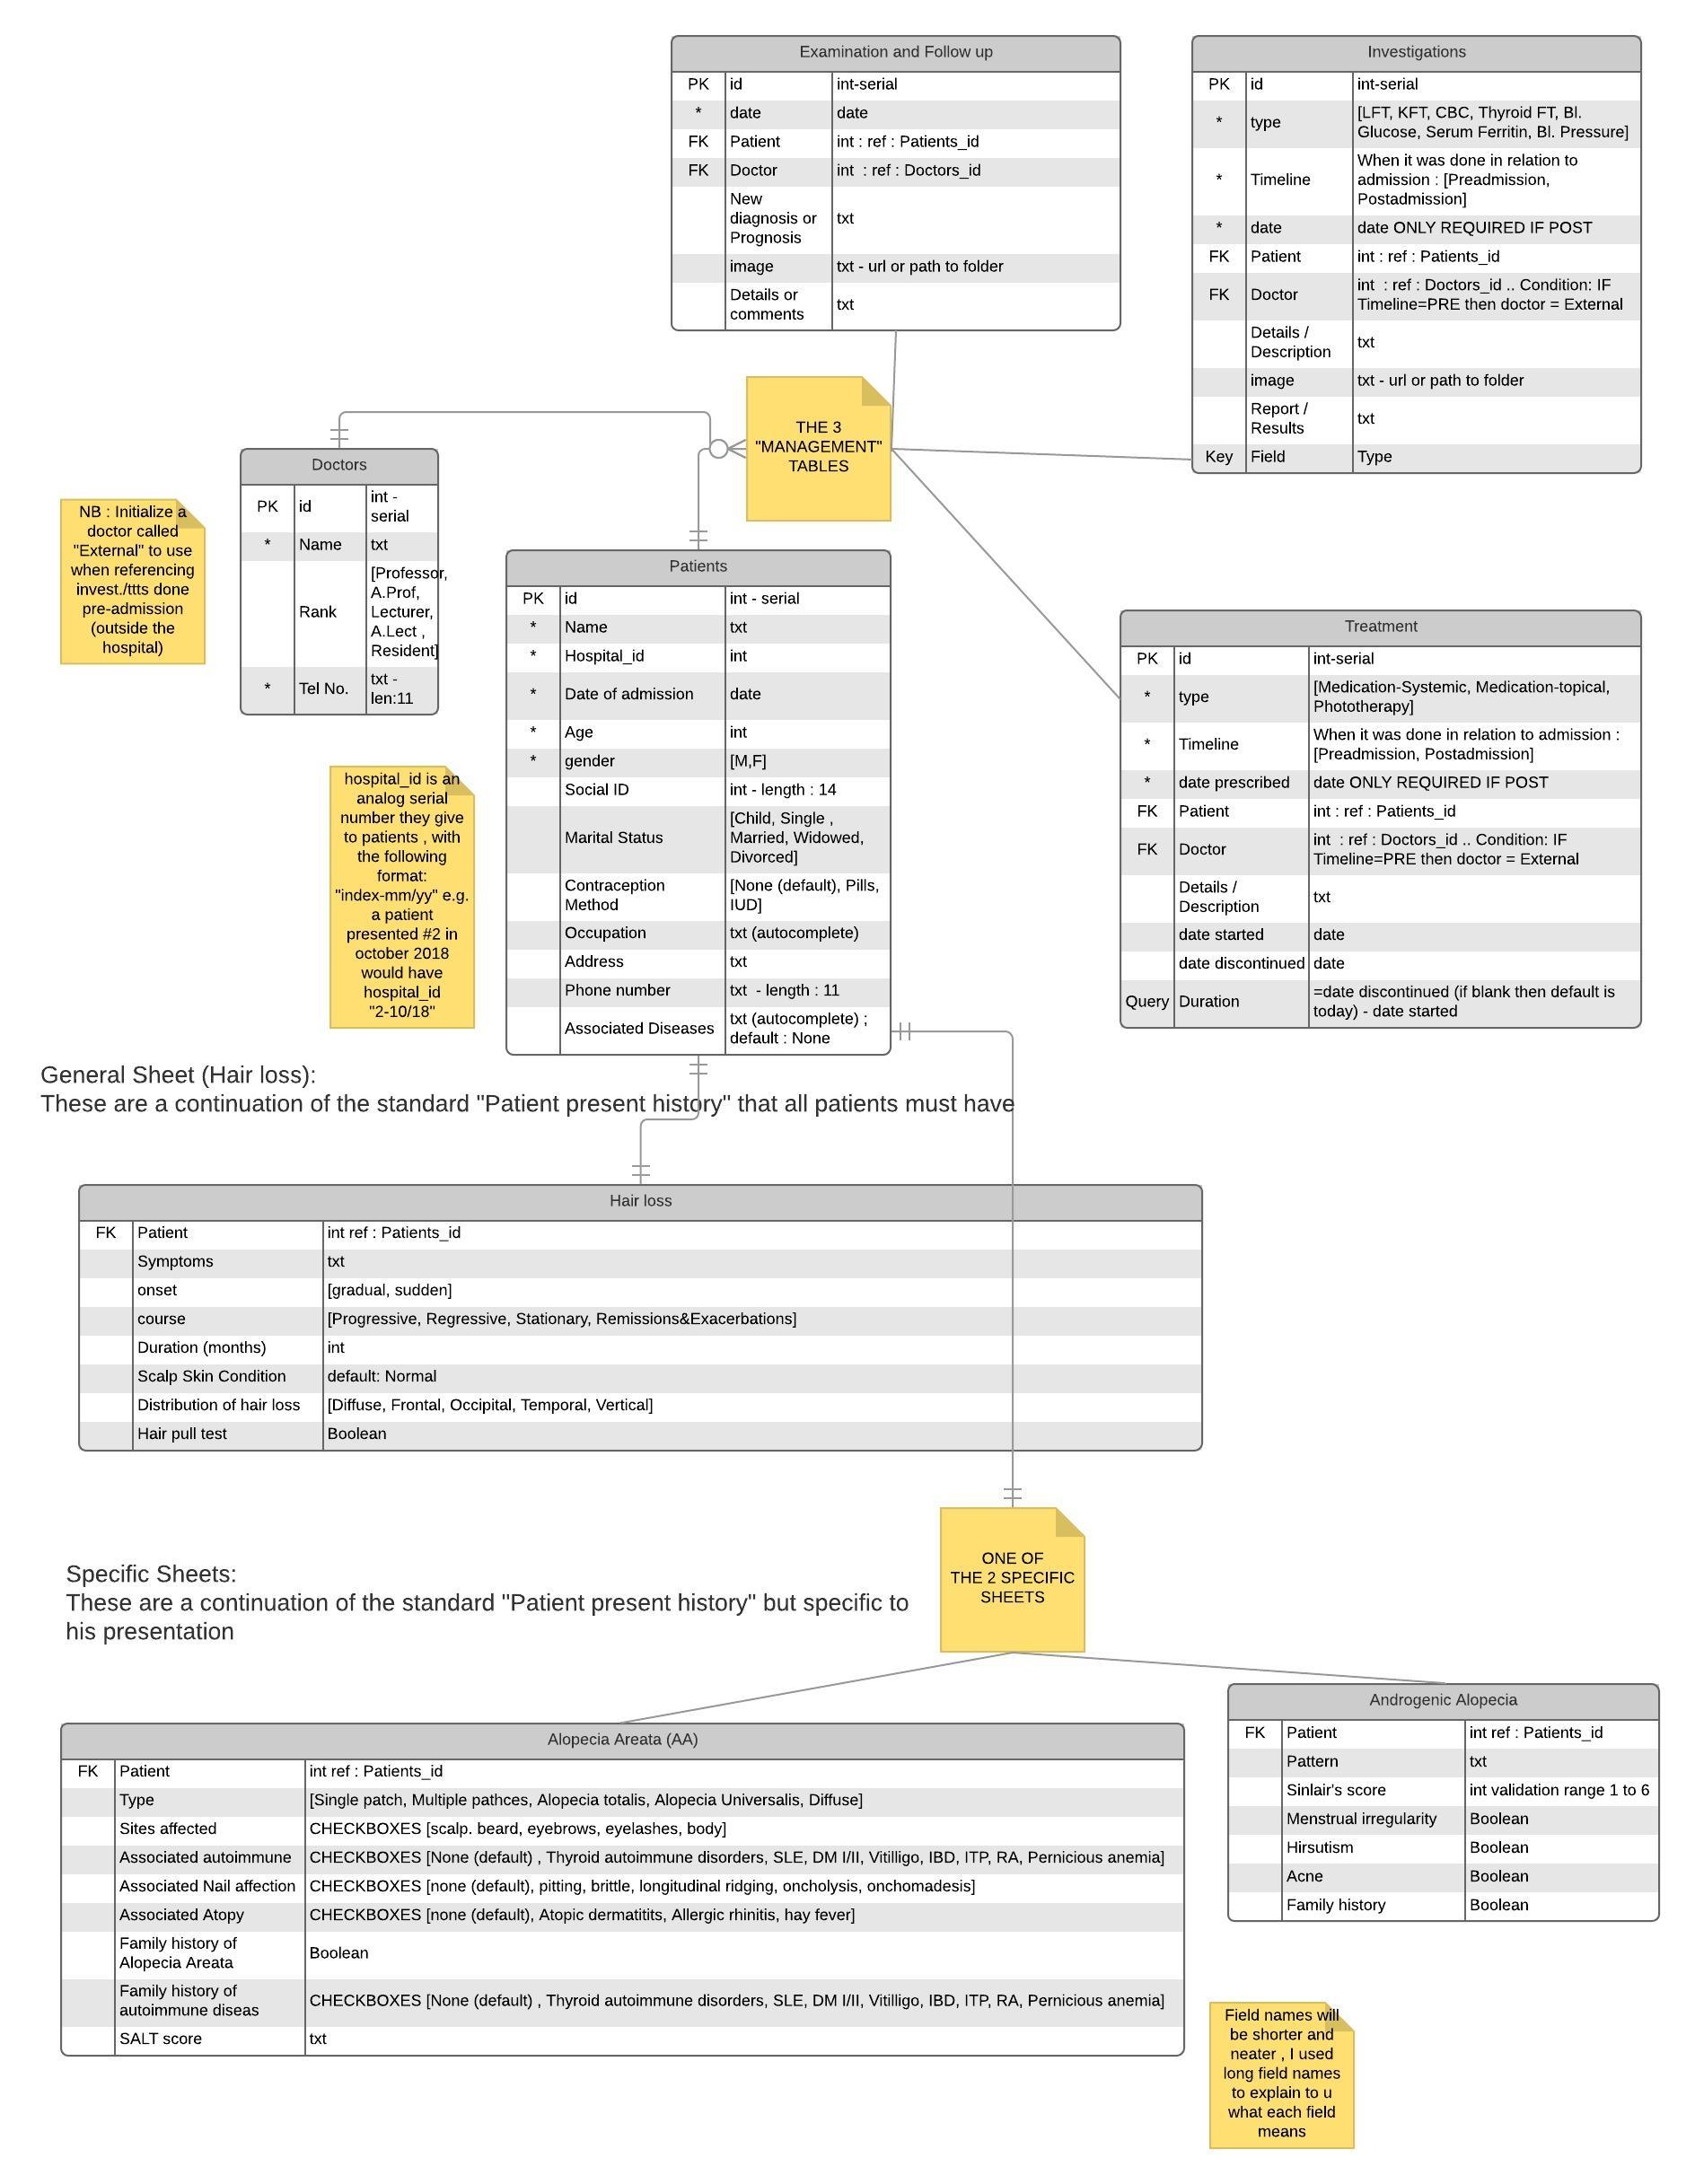 Examination and Follow up
PK id int-serial
* date date
FK Patient int : ref : Patients_id
FK Doctor int  : ref : Doctors_id
New
diagnosis or
Prognosis
txt
image txt - url or path to folder
Details or
comments
txt
Investigations
PK id int-serial
* type
[LFT, KFT, CBC, Thyroid FT, Bl.
Glucose, Serum Ferritin, Bl. Pressure]
* Timeline
When it was done in relation to
admission : [Preadmission,
Postadmission]
* date date ONLY REQUIRED IF POST
FK Patient int : ref : Patients_id
FK Doctor
int  : ref : Doctors_id .. Condition: IF
Timeline=PRE then doctor = External
Details /
Description
txt
image txt - url or path to folder
Report /
Results
txt
Key Field Type
THE 3
"MANAGEMENT"
TABLES
NB : Initialize a
doctor called
"External" to use
when referencing
invest./ttts done
pre-admission
(outside the
hospital)
Doctors
PK id
int -
serial
* Name txt
Rank
[Professor,
A.Prof,
Lecturer,
A.Lect ,
Resident]
* Tel No.
txt -
len:11
Patients
PK id int - serial
* Name txt
* Hospital_id int
* Date of admission date
* Age int
* gender [M,F]
Social ID int - length : 14
Marital Status
[Child, Single ,
Married, Widowed,
Divorced]
Contraception
Method
[None (default), Pills,
IUD]
Occupation txt (autocomplete)
Address txt
Phone number txt  - length : 11
Associated Diseases
txt (autocomplete) ;
default : None
Treatment
PK id int-serial
* type
[Medication-Systemic, Medication-topical,
Phototherapy]
* Timeline
When it was done in relation to admission :
[Preadmission, Postadmission]
* date prescribed date ONLY REQUIRED IF POST
FK Patient int : ref : Patients_id
FK Doctor
int  : ref : Doctors_id .. Condition: IF
Timeline=PRE then doctor = External
Details /
Description
txt
date started date
date discontinued date
Query Duration
=date discontinued (if blank then default is
today) - date started
hospital_id is an
analog serial
number they give
to patients , with
the following
format:
"index-mm/yy" e.g.
a patient
presented #2 in
october 2018
would have
hospital_id
"2-10/18"
General Sheet (Hair loss):
These are a continuation of the standard "Patient present history" that all patients must have
Hair loss
FK Patient int ref : Patients_id
Symptoms txt
onset [gradual, sudden]
course [Progressive, Regressive, Stationary, Remissions&Exacerbations]
Duration (months) int
Scalp Skin Condition default: Normal
Distribution of hair loss [Diffuse, Frontal, Occipital, Temporal, Vertical]
Hair pull test Boolean
ONE OF
THE 2 SPECIFIC
SHEETS
Specific Sheets:
These are a continuation of the standard "Patient present history" but specific to
his presentation
Alopecia Areata (AA)
FK Patient int ref : Patients_id
Type [Single patch, Multiple pathces, Alopecia totalis, Alopecia Universalis, Diffuse]
Sites affected CHECKBOXES [scalp. beard, eyebrows, eyelashes, body]
Associated autoimmune CHECKBOXES [None (default) , Thyroid autoimmune disorders, SLE, DM I/II, Vitilligo, IBD, ITP, RA, Pernicious anemia]
Associated Nail affection CHECKBOXES [none (default), pitting, brittle, longitudinal ridging, oncholysis, onchomadesis]
Associated Atopy CHECKBOXES [none (default), Atopic dermatitits, Allergic rhinitis, hay fever]
Family history of
Alopecia Areata
Boolean
Family history of
autoimmune diseas
CHECKBOXES [None (default) , Thyroid autoimmune disorders, SLE, DM I/II, Vitilligo, IBD, ITP, RA, Pernicious anemia]
SALT score txt
Androgenic Alopecia
FK Patient int ref : Patients_id
Pattern txt
Sinlair's score int validation range 1 to 6
Menstrual irregularity Boolean
Hirsutism Boolean
Acne Boolean
Family history Boolean
Field names will
be shorter and
neater , I used
long field names
to explain to u
what each field
means